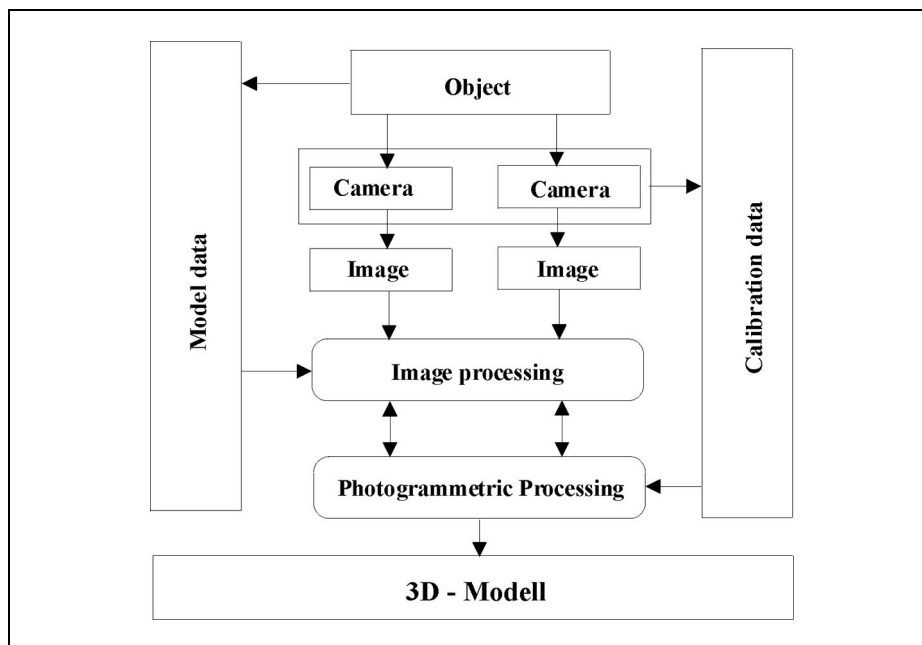 Object
Camera
Camera
Image
Image
Model data
Calibration data
Image processing
Photogrammetric Processing
3D - Modell